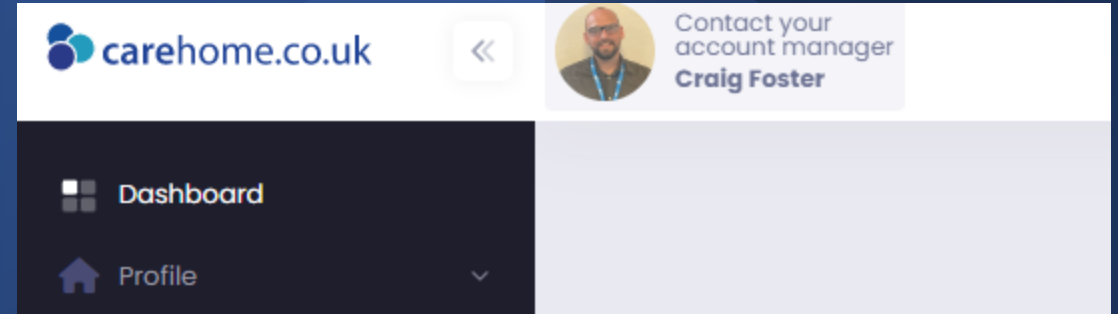 carehome.co.uk
Contact your
account manager
Craig Foster
Dashboard
Profile